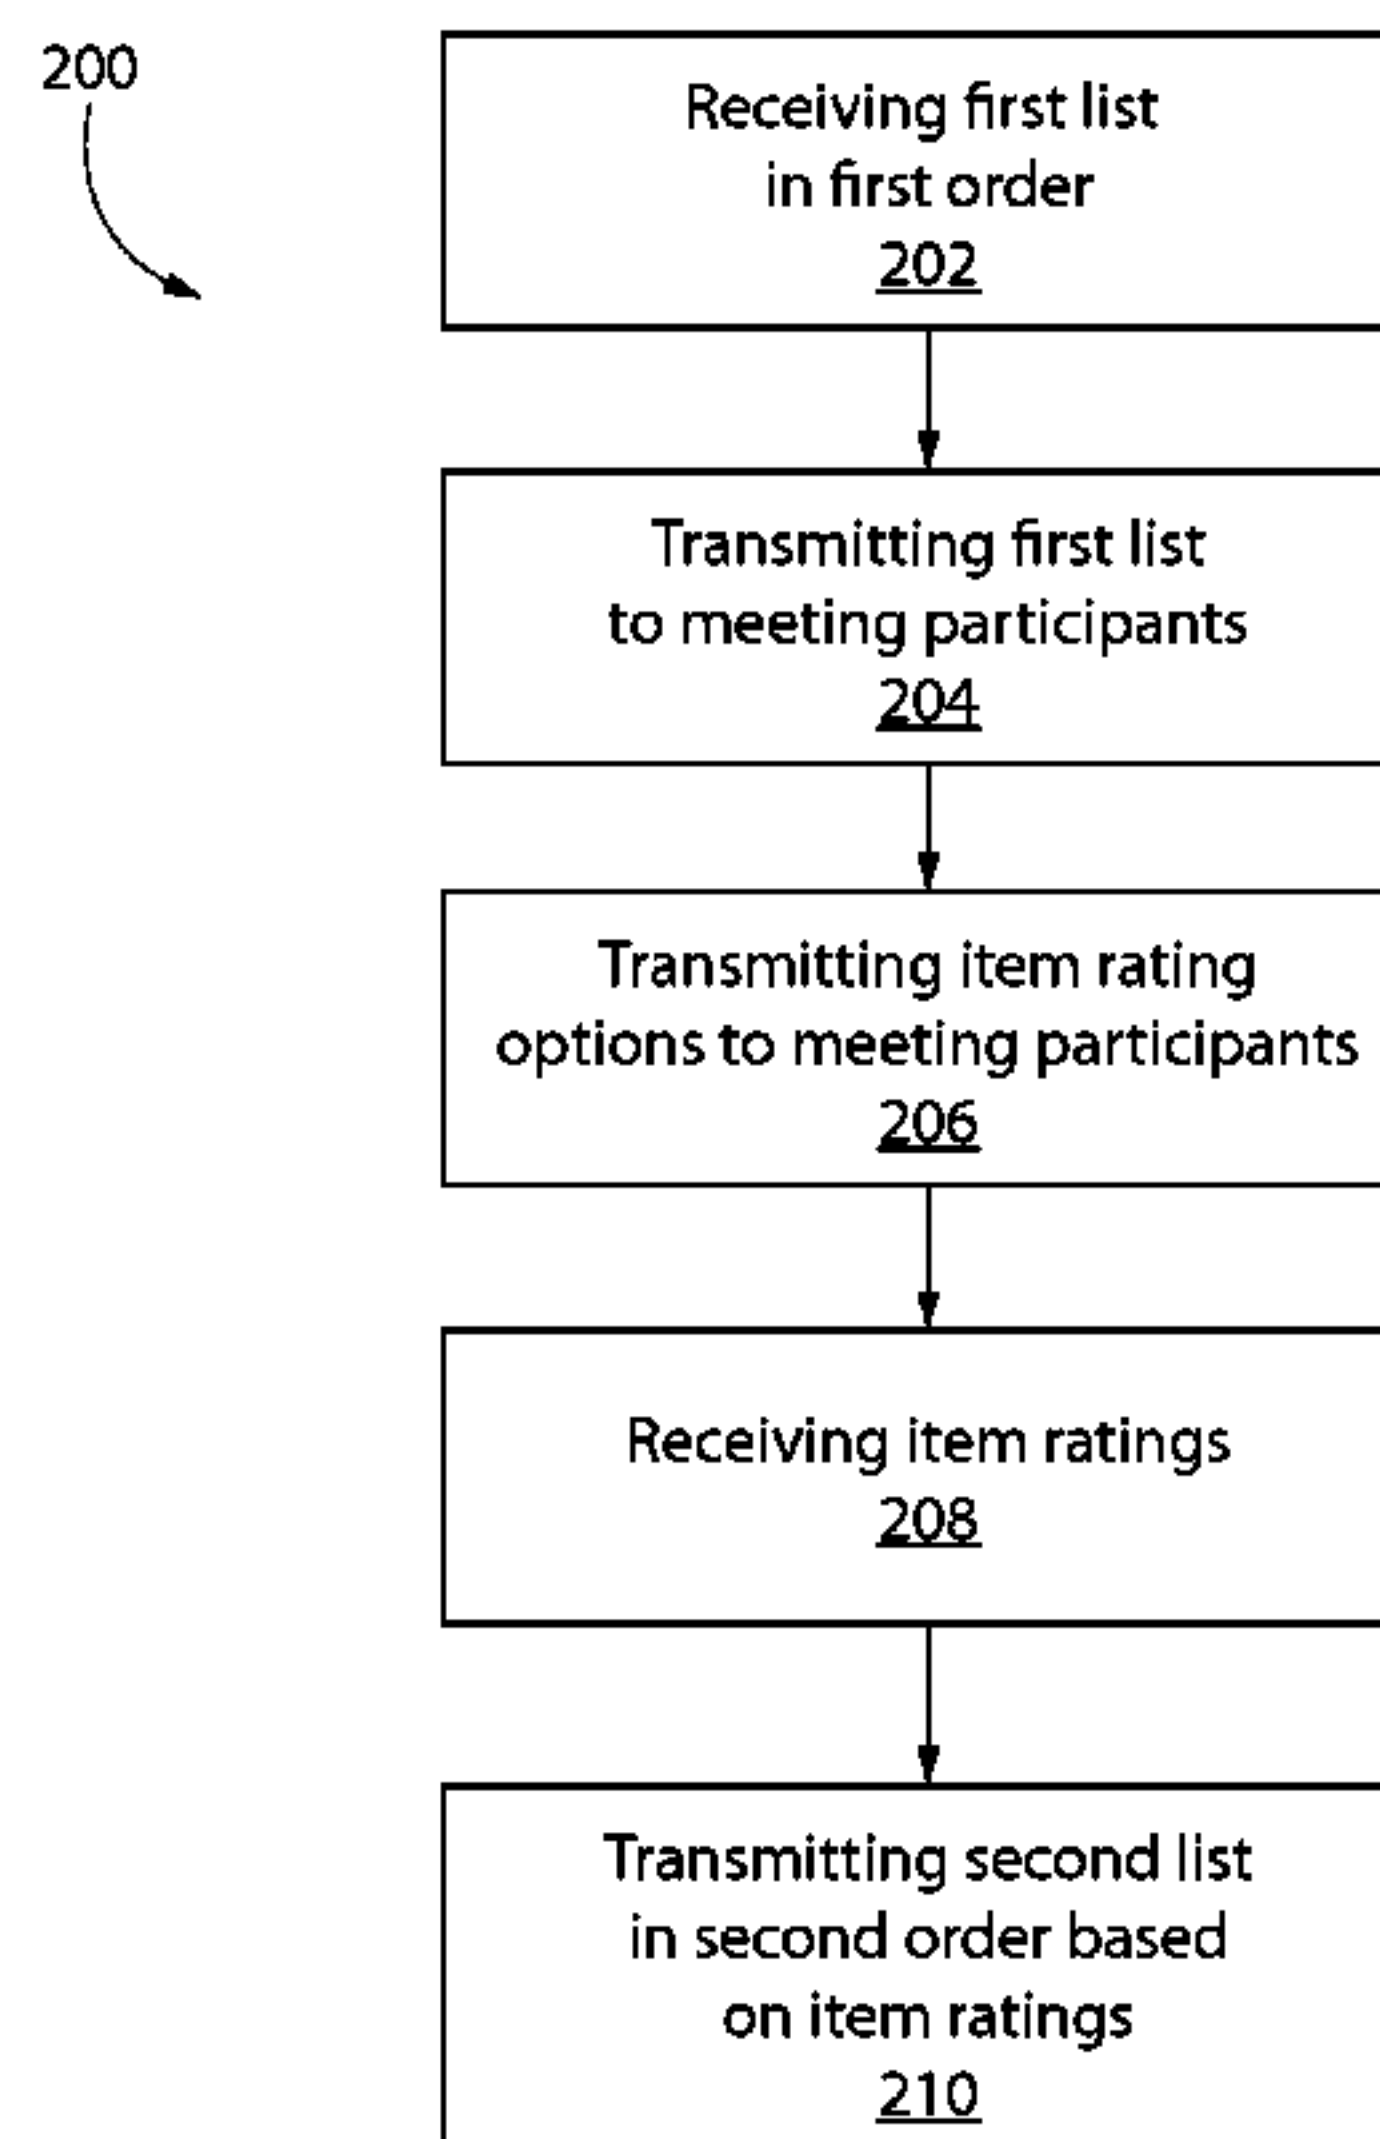 200
Receiving first list
in first order
202
Transmitting first list
to meeting participants
204
Transmitting item rating
options to meeting participants
206
Receiving item ratings
208
Transmitting second list
in second order based
on item ratings
210